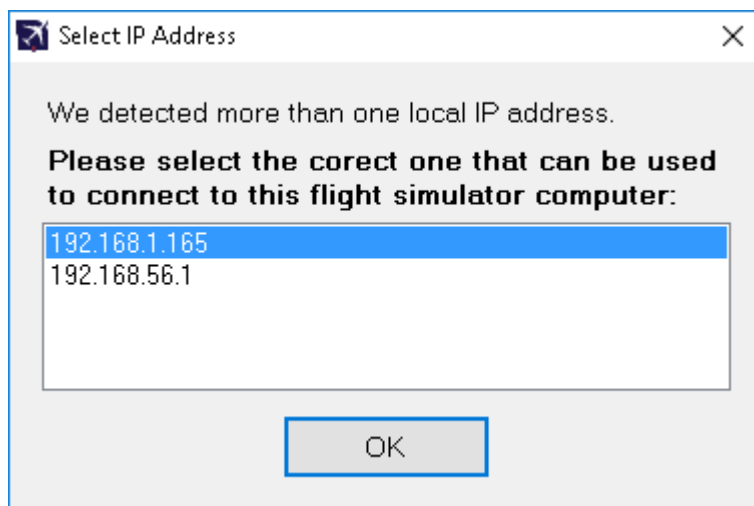 Select IP Address
We detected more than one local IP address.
Please select the corect one that can be used
to connect to this flight simulator computer:
192.168.1.165
192.168.56.1
OK